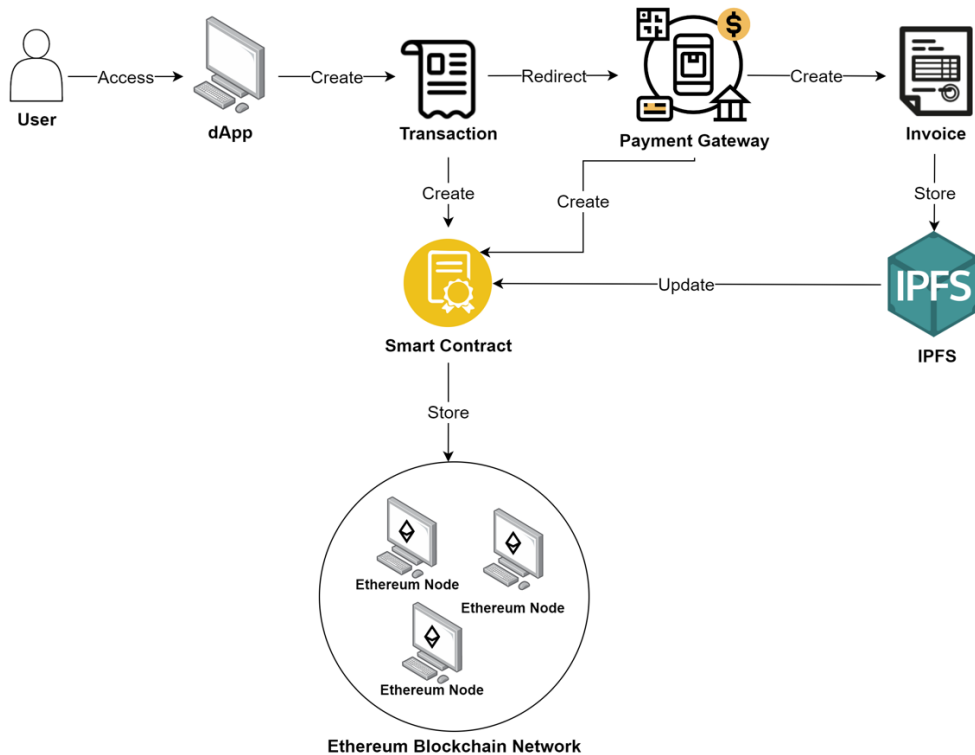 Access
Create
Redirect
Create
User
dApp
Transaction
Payment Gateway
Invoice
Create
Create
Store
IPFS
Update
Smart Contract
IPFS
Store
Ethereum Node
Ethereum Node
Ethereum Node
Ethereum Blockchain Network